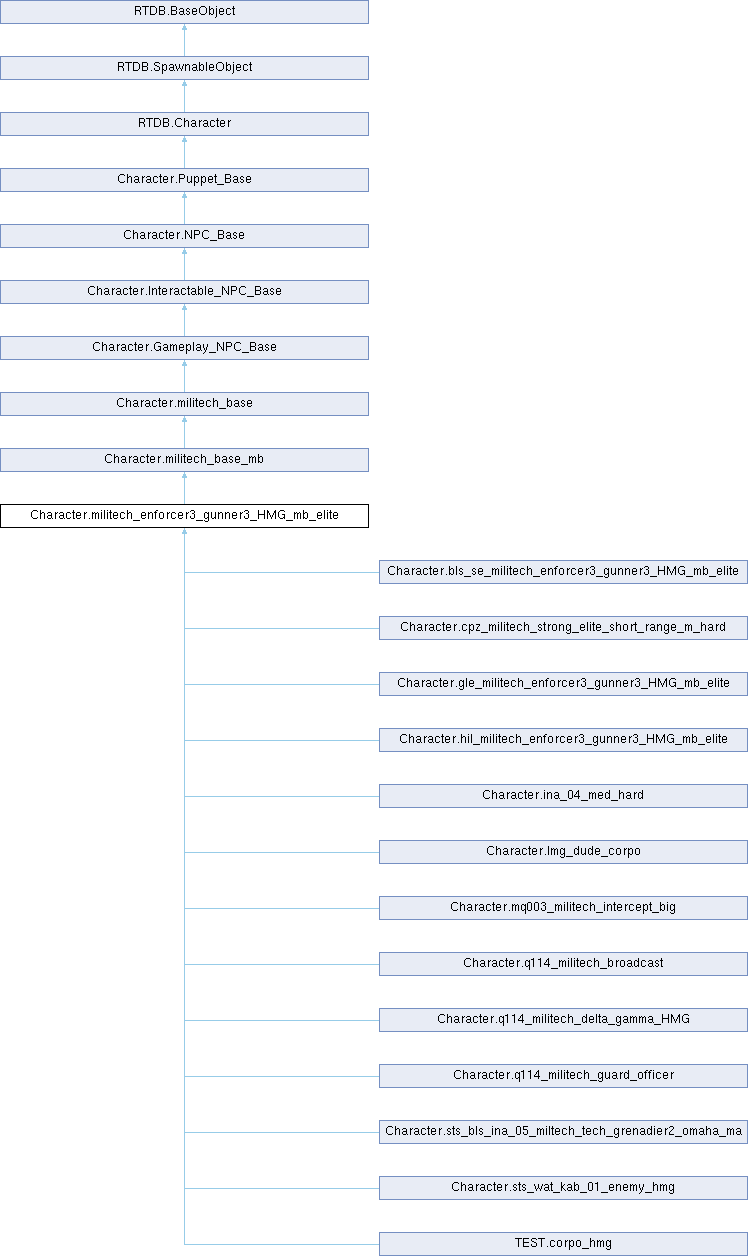 RTDB.BaseObject
RTDB.SpawnableObject
RTDB.Character
Character.Puppet_Base
Character.NPC_Base
Character.Interactable_NPC_Base
Character.Gameplay_NPC_Base
Character.militech_base
Character.militech_base_mb
Character.militech_enforcer3_gunner3_HMG_mb_elite
Character.bls_se_militech_enforcer3_gunner3_HMG_mb_elite
Character.cpz_militech_strong_elite_short_range_m_hard
Character.gle_militech_enforcer3_gunner3_HMG_mb_elite
Character.hil_militech_enforcer3_gunner3_HMG_mb_elite
Character.ina_04_med_hard
Character.lmg_dude_corpo
Character.mq003_militech_intercept_big
Character.q114_militech_broadcast
Character.q114_militech_delta_gamma_HMG
Character.q114_militech_guard_officer
Character.sts_bls_ina_05_miltech_tech_grenadier2_omaha_ma
Character.sts_wat_kab_01_enemy_hmg
TEST.corpo_hmg